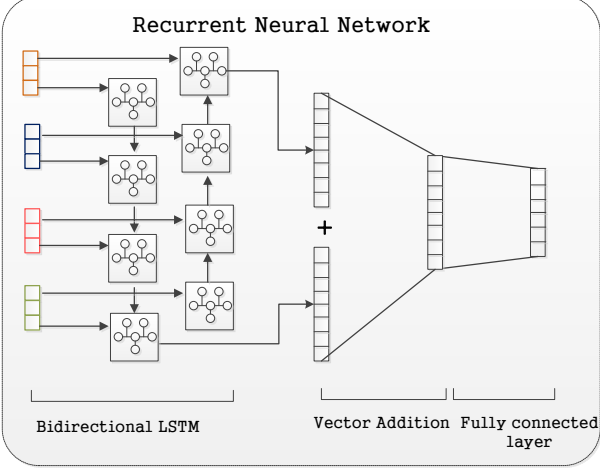 Recurrent Neural Network
+
Bidirectional LSTM
Vector Addition
Fully connected
layer